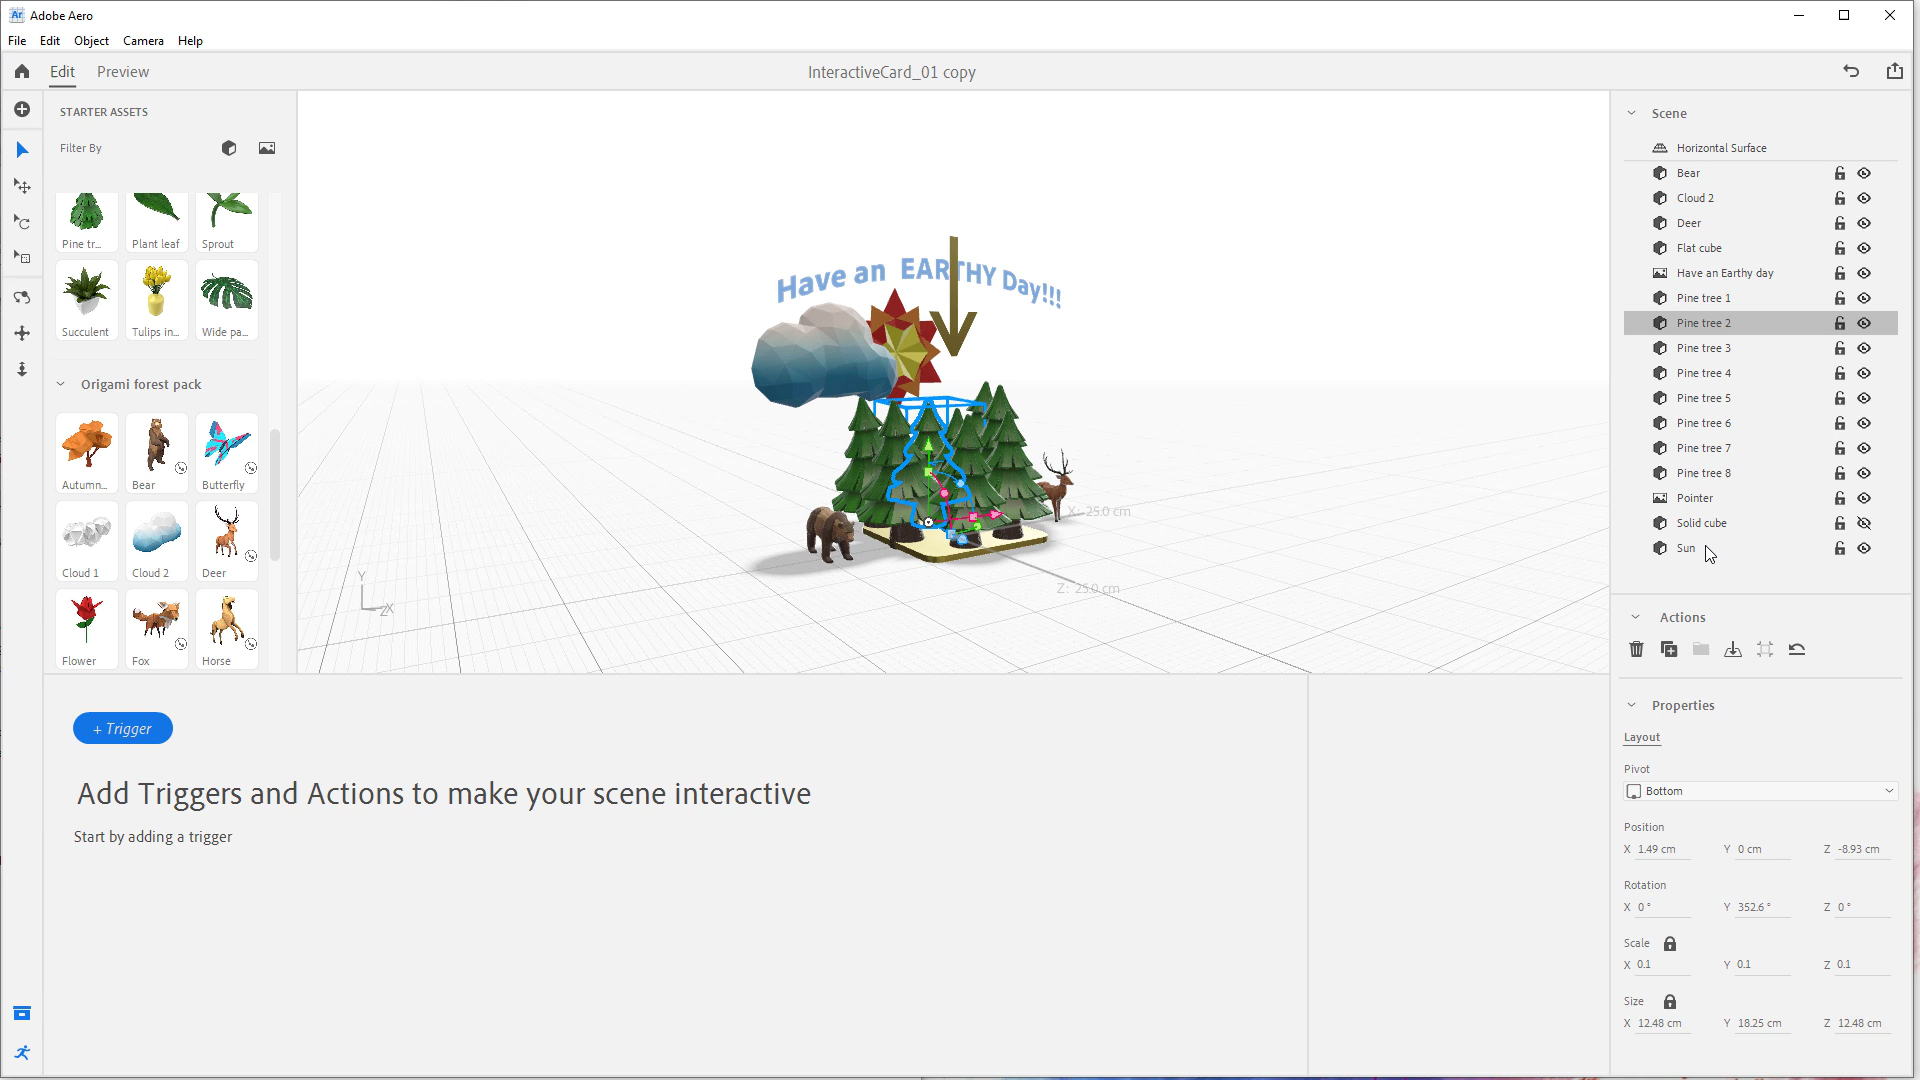 Ar Adobe Aero
File Edit Object Camera Help
Edit Preview InteractiveCard_01 copy
STARTER ASSETS
Filter By
Pine tr... Plant leaf Sprout
Succulent Tulips in... Wide pa...
Origami forest pack
Autumn... Bear Butterfly
Cloud 1 Cloud 2 Deer
Flower Fox Horse
Have an EARTHY Day!!!
X: 25.0 cm
Z: 25.0 cm
Y
Z X
Scene
Horizontal Surface
Bear
Cloud 2
Deer
Flat cube
Have an Earthy day
Pine tree 1
Pine tree 2
Pine tree 3
Pine tree 4
Pine tree 5
Pine tree 6
Pine tree 7
Pine tree 8
Pointer
Solid cube
Sun
Actions
Properties
Layout
Pivot
Bottom
Position
X 1.49 cm Y 0 cm Z -8.93 cm
Rotation
X 0° Y 352.6° Z 0°
Scale
X 0.1 Y 0.1 Z 0.1
Size
X 12.48 cm Y 18.25 cm Z 12.48 cm
+ Trigger
Add Triggers and Actions to make your scene interactive
Start by adding a trigger